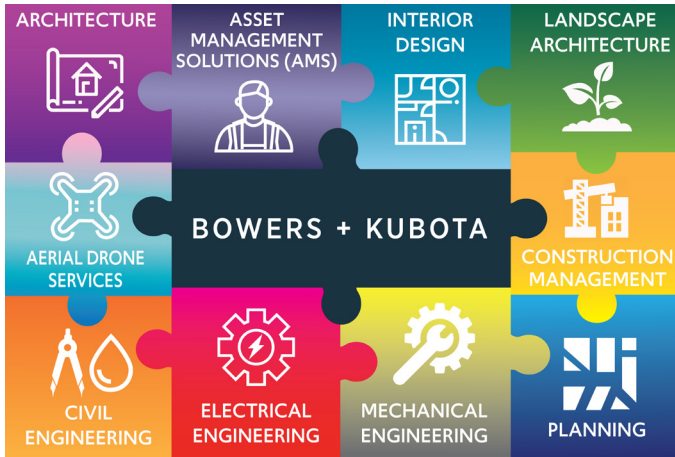 ARCHITECTURE
ASSET
MANAGEMENT
SOLUTIONS (AMS)
INTERIOR
DESIGN
LANDSCAPE
ARCHITECTURE
AERIAL DRONE
SERVICES
BOWERS + KUBOTA
CONSTRUCTION
MANAGEMENT
CIVIL
ENGINEERING
ELECTRICAL
ENGINEERING
MECHANICAL
ENGINEERING
PLANNING